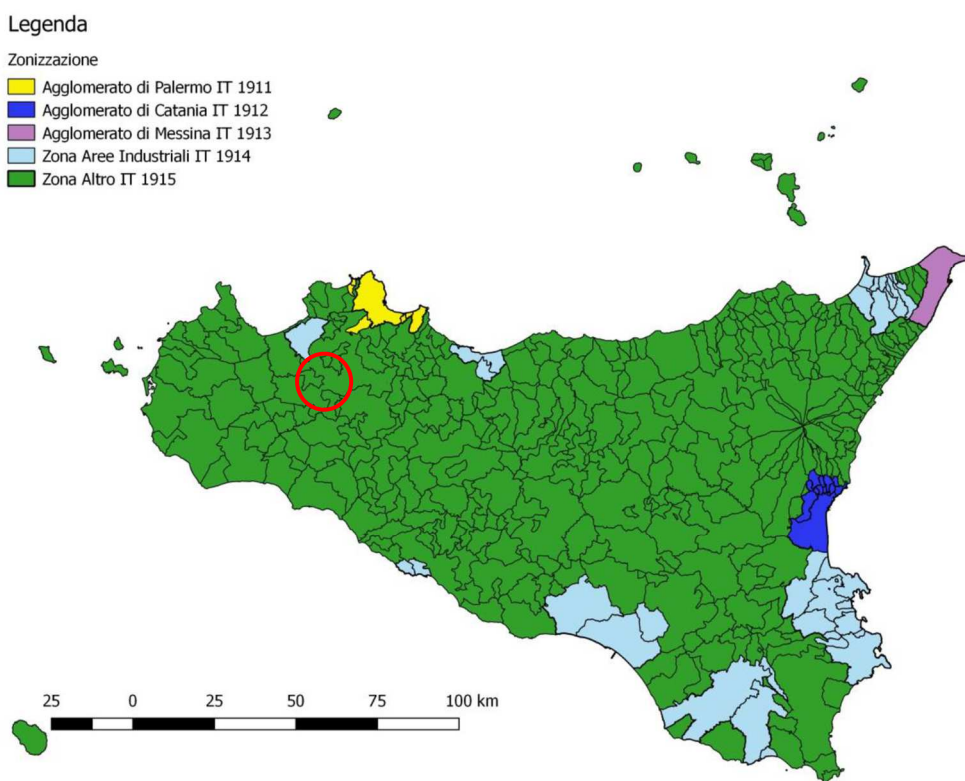 Legenda
Zonizzazione
Agglomerato di Palermo IT 1911
Agglomerato di Catania IT 1912
Agglomerato di Messina IT 1913
Zona Aree Industriali IT 1914
Zona Altro IT 1915
25 0 25 50 75 100 km